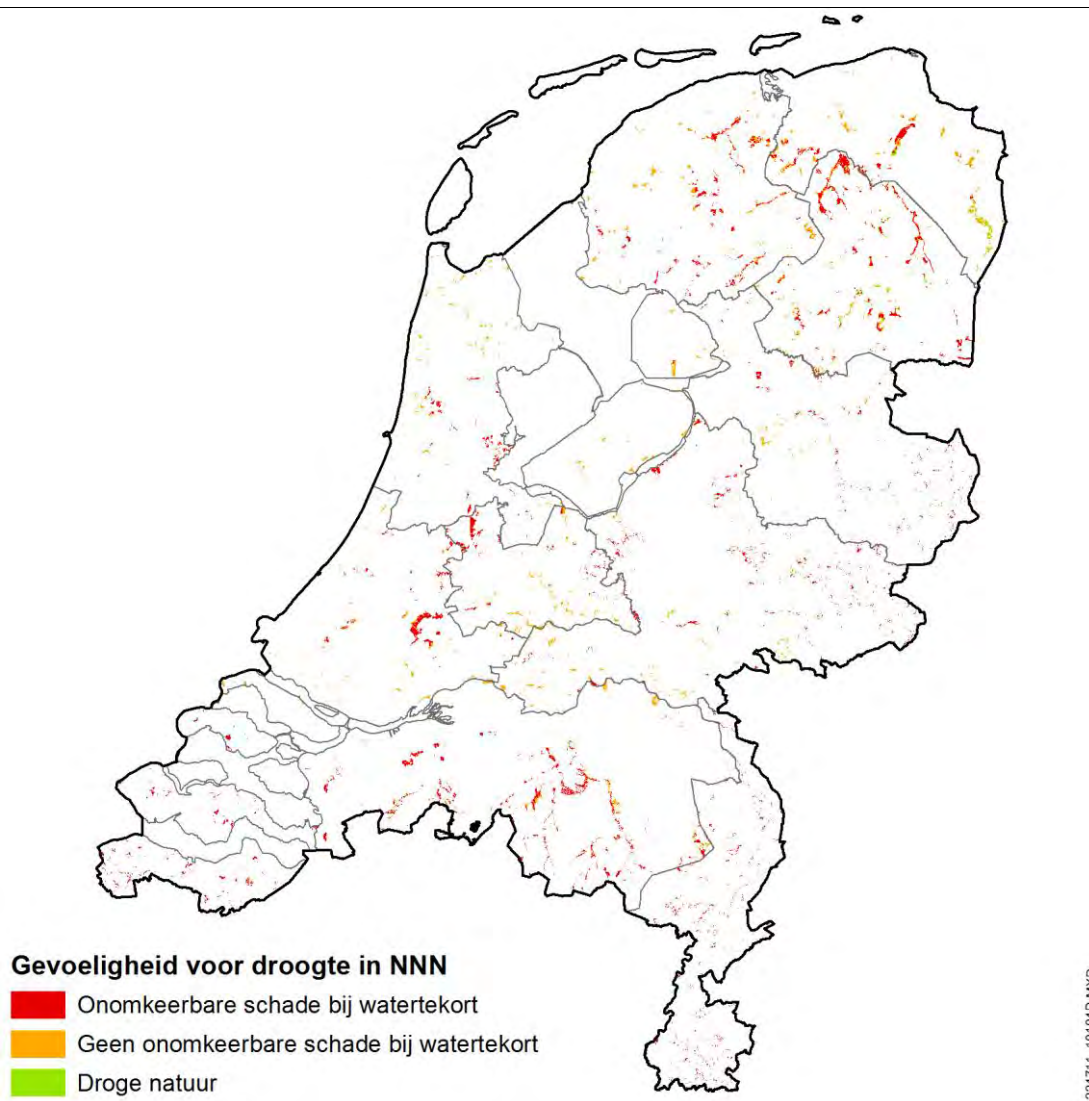 Gevoeligheid voor droogte in NNN
Onomkeerbare schade bij watertekort
Geen onomkeerbare schade bij watertekort
Droge natuur